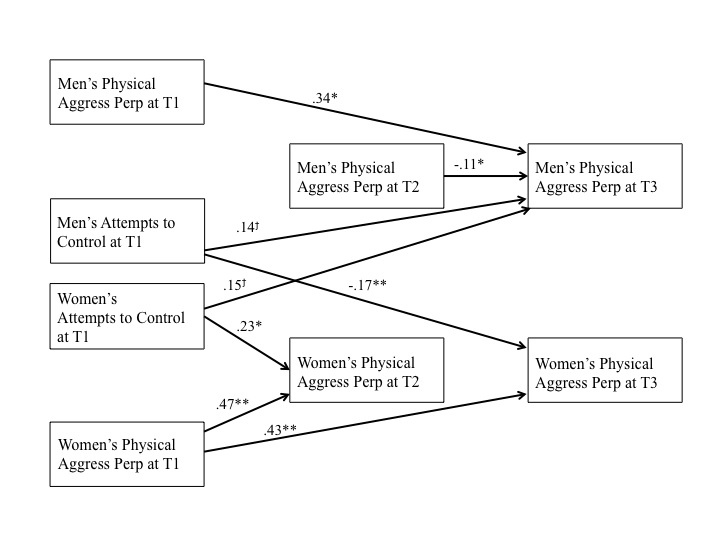 Men's Physical
Aggress Perp at T1
.34*
Men's Physical
Aggress Perp at T2
-.11*
Men's Physical
Aggress Perp at T3
Men's Attempts to
Control at T1
.14†
.15†
-.17**
Women's
Attempts to Control
at T1
.23*
Women's Physical
Aggress Perp at T2
Women's Physical
Aggress Perp at T3
.47**
.43**
Women's Physical
Aggress Perp at T1